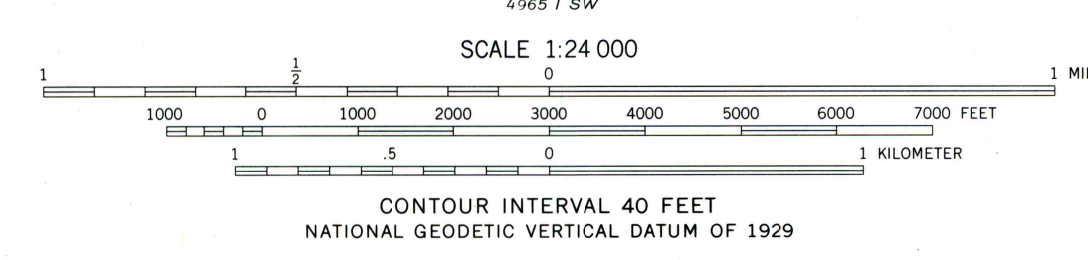 4965 I SW
SCALE 1:24 000
1 ½ 0 1 MI
1000 0 1000 2000 3000 4000 5000 6000 7000 FEET
1 .5 0 1 KILOMETER
CONTOUR INTERVAL 40 FEET
NATIONAL GEODETIC VERTICAL DATUM OF 1929